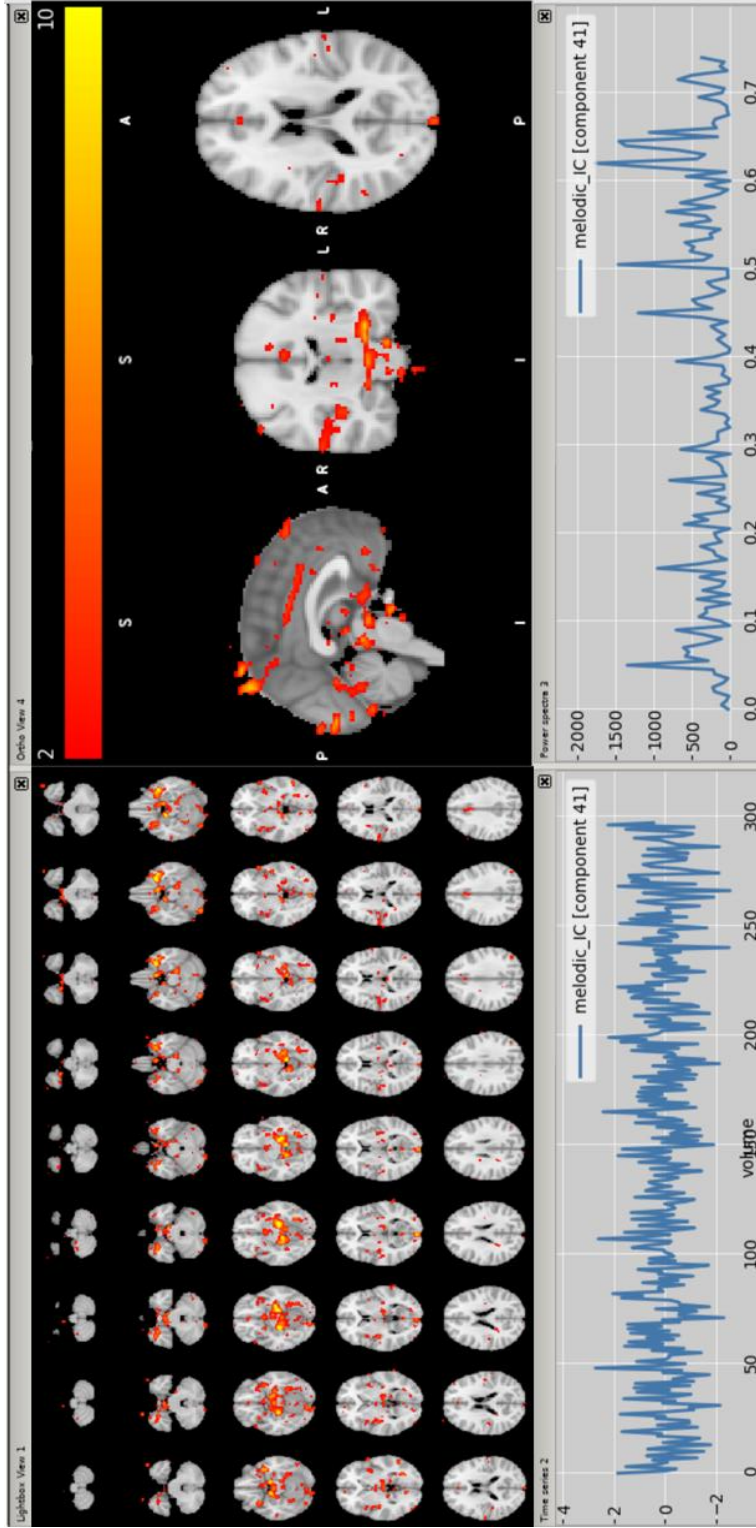 Lightbox View 1
Ortho View 4
2
10
S
S
A
P
A R
L R
L
I
I
P
Time series 2
4
2
0
-2
melodic_IC [component 41]
0
50
100
150
200
250
300
volume
Power spectra 3
2000
1500
1000
500
0
melodic_IC [component 41]
0.0
0.1
0.2
0.3
0.4
0.5
0.6
0.7